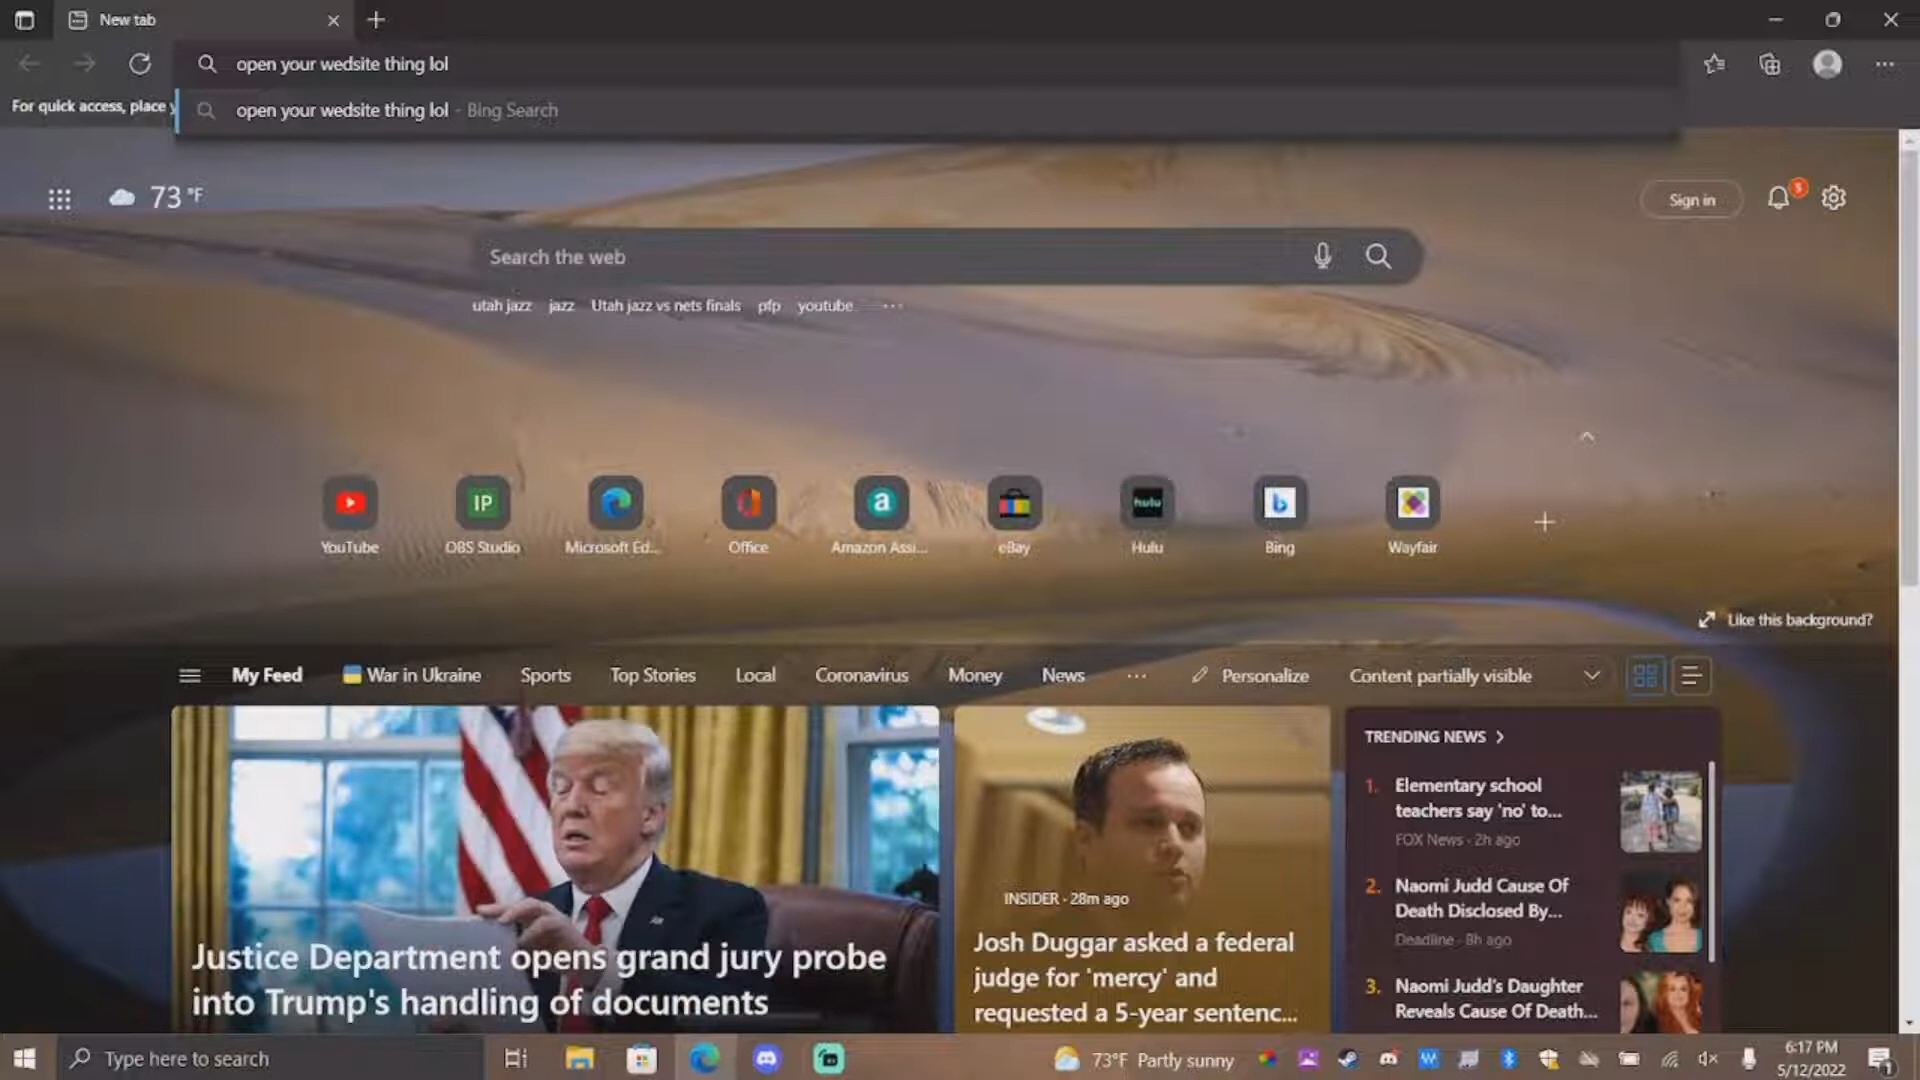 New tab
open your wedsite thing lol
For quick access, place y
open your wedsite thing lol - Bing Search
73 °F
Sign in
5
Search the web
utah jazz jazz Utah jazz vs nets finals pfp youtube ...
IP
a
hulu
b
YouTube
OBS Studio
Microsoft Ed...
Office
Amazon Assi...
eBay
Hulu
Bing
Wayfair
Like this background?
My Feed
War in Ukraine
Sports
Top Stories
Local
Coronavirus
Money
News
...
Personalize
Content partially visible
Justice Department opens grand jury probe
into Trump's handling of documents
INSIDER · 28m ago
Josh Duggar asked a federal
judge for 'mercy' and
requested a 5-year sentenc...
TRENDING NEWS
1. Elementary school
teachers say 'no' to...
FOX News · 2h ago
2. Naomi Judd Cause Of
Death Disclosed By...
Deadline · 8h ago
3. Naomi Judd's Daughter
Reveals Cause Of Death...
Type here to search
73°F Partly sunny
6:17 PM
5/12/2022
1